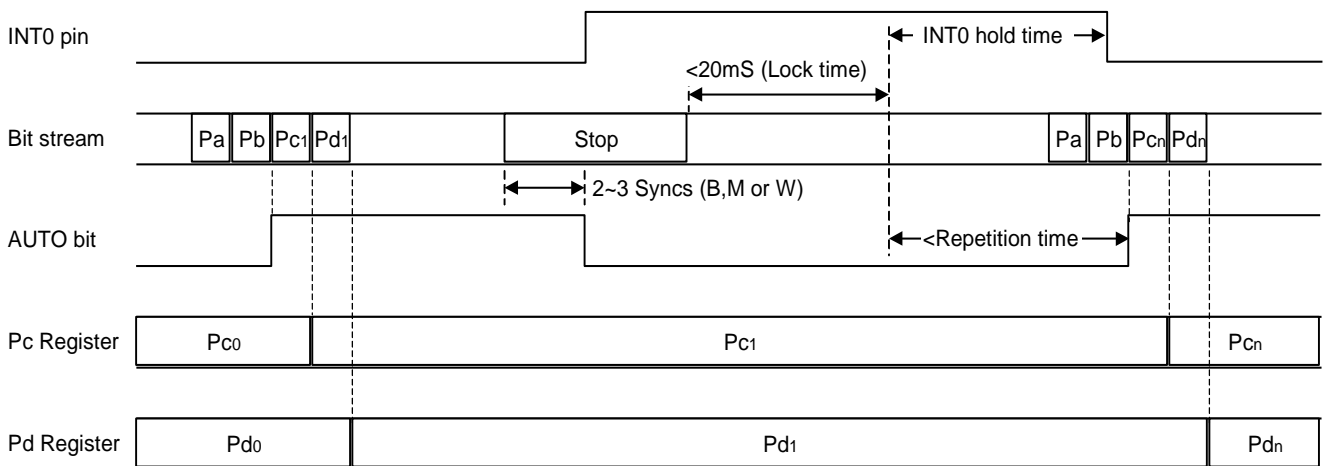 INT0 pin
INT0 hold time
<20mS (Lock time)
Bit stream
Pa Pb Pc1 Pd1 Stop Pa Pb Pcn Pdn
2~3 Syncs (B,M or W)
AUTO bit
<Repetition time
Pc Register Pc0 Pc1 Pcn
Pd Register Pd0 Pd1 Pdn